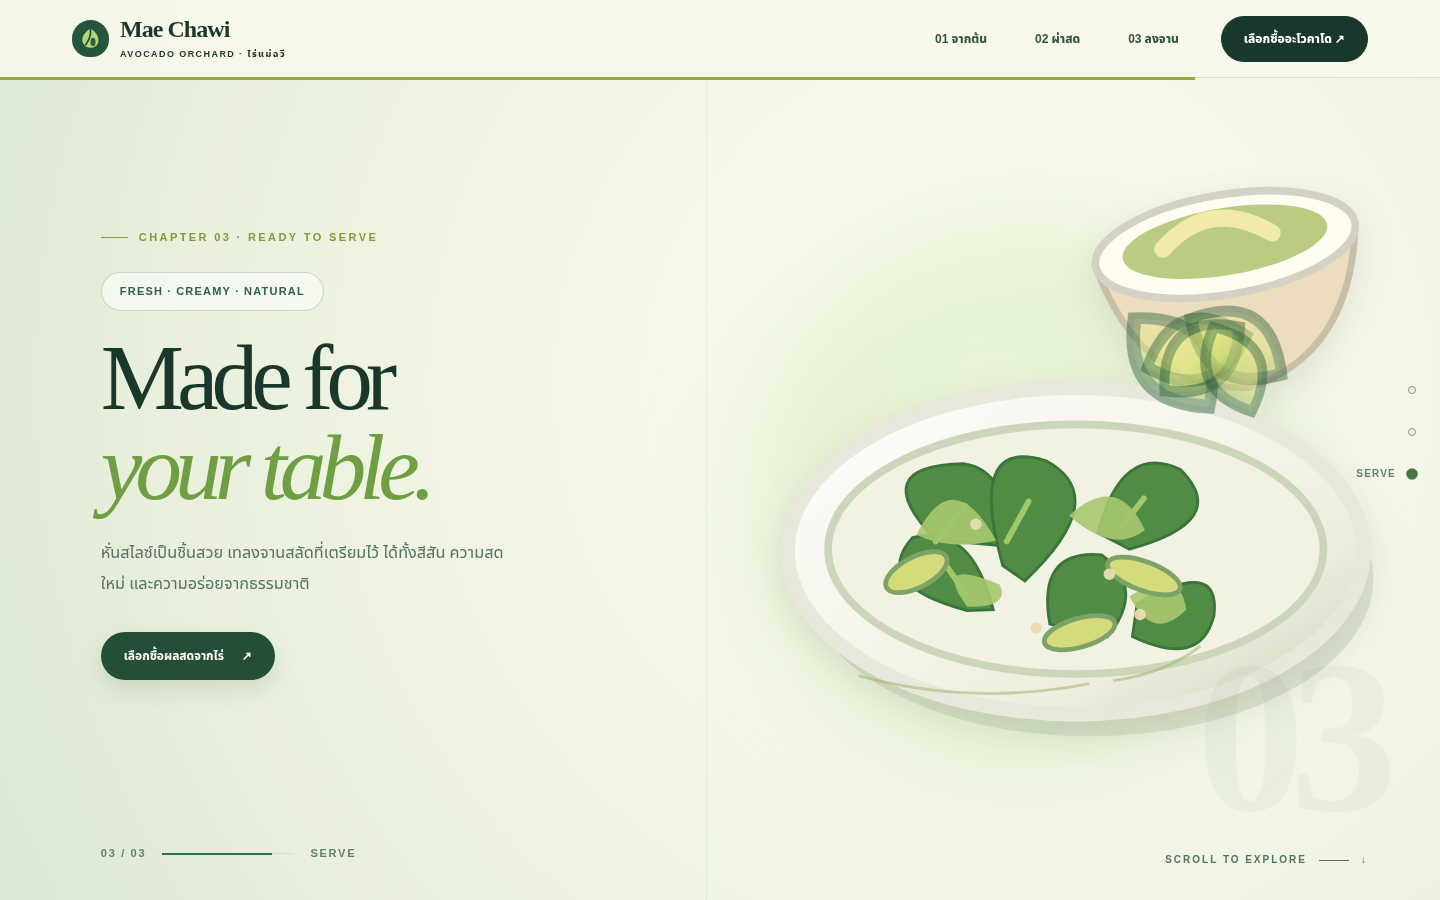 Mae Chawi
AVOCADO ORCHARD · ไร่แม่ฉวี
01 จากต้น
02 ผ่าสด
03 ลงจาน
เลือกซื้ออะโวคาโด ↗
CHAPTER 03 · READY TO SERVE
FRESH · CREAMY · NATURAL
Made for
your table.
หั่นสไลซ์เป็นชิ้นสวย เทลงจานสลัดที่เตรียมไว้ ได้ทั้งสีสัน ความสด
ใหม่ และความอร่อยจากธรรมชาติ
เลือกซื้อผลสดจากไร่ ↗
SERVE
03
03 / 03
SERVE
SCROLL TO EXPLORE ↓